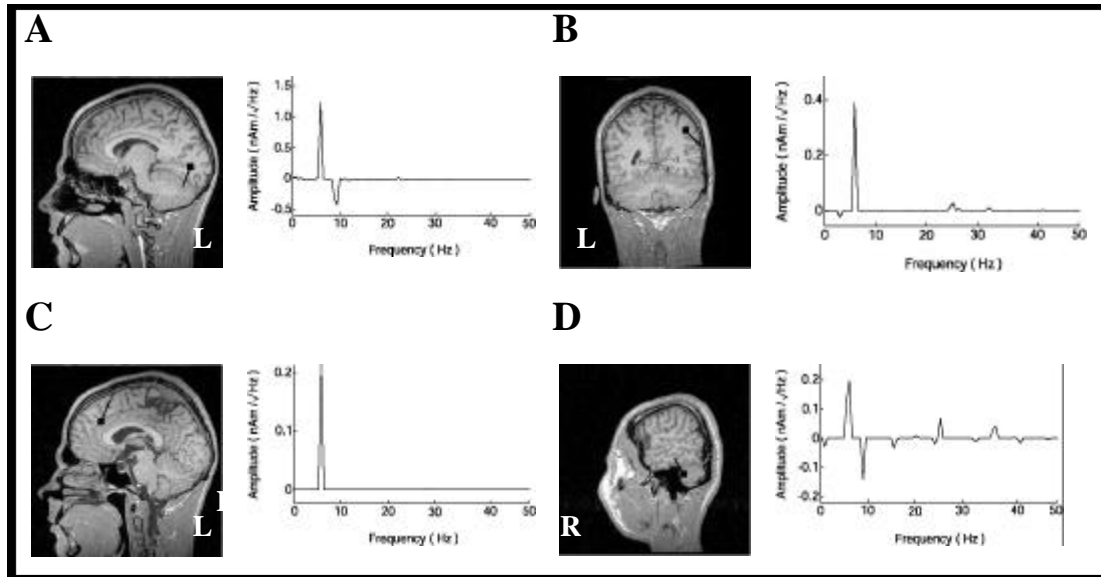 A
Amplitude ( nAm / √Hz )
1.5
1.0
0.5
0
-0.5
0 10 20 30 40 50
Frequency ( Hz )
L
B
Amplitude ( nAm / √Hz )
0.4
0.2
0
0 10 20 30 40 50
Frequency ( Hz )
L
C
Amplitude ( nAm / √Hz )
0.2
0.1
0
0 10 20 30 40 50
Frequency ( Hz )
L
D
Amplitude ( nAm / √Hz )
0.2
0.1
0
-0.1
-0.2
0 10 20 30 40 50
Frequency ( Hz )
R